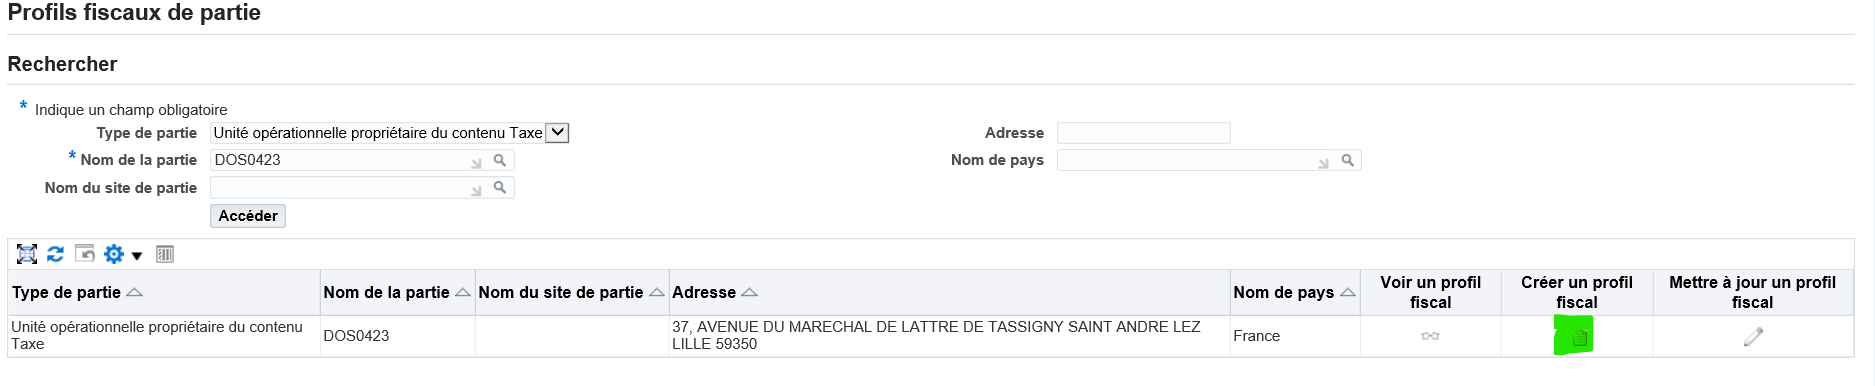 Profils fiscaux de partie
Rechercher
* Indique un champ obligatoire
Type de partie Unité opérationnelle propriétaire du contenu Taxe Adresse
* Nom de la partie DOS0423 Nom de pays
Nom du site de partie
Accéder
Type de partie Nom de la partie Nom du site de partie Adresse Nom de pays Voir un profil fiscal Créer un profil fiscal Mettre à jour un profil fiscal
Unité opérationnelle propriétaire du contenu Taxe DOS0423 37, AVENUE DU MARECHAL DE LATTRE DE TASSIGNY SAINT ANDRE LEZ LILLE 59350 France